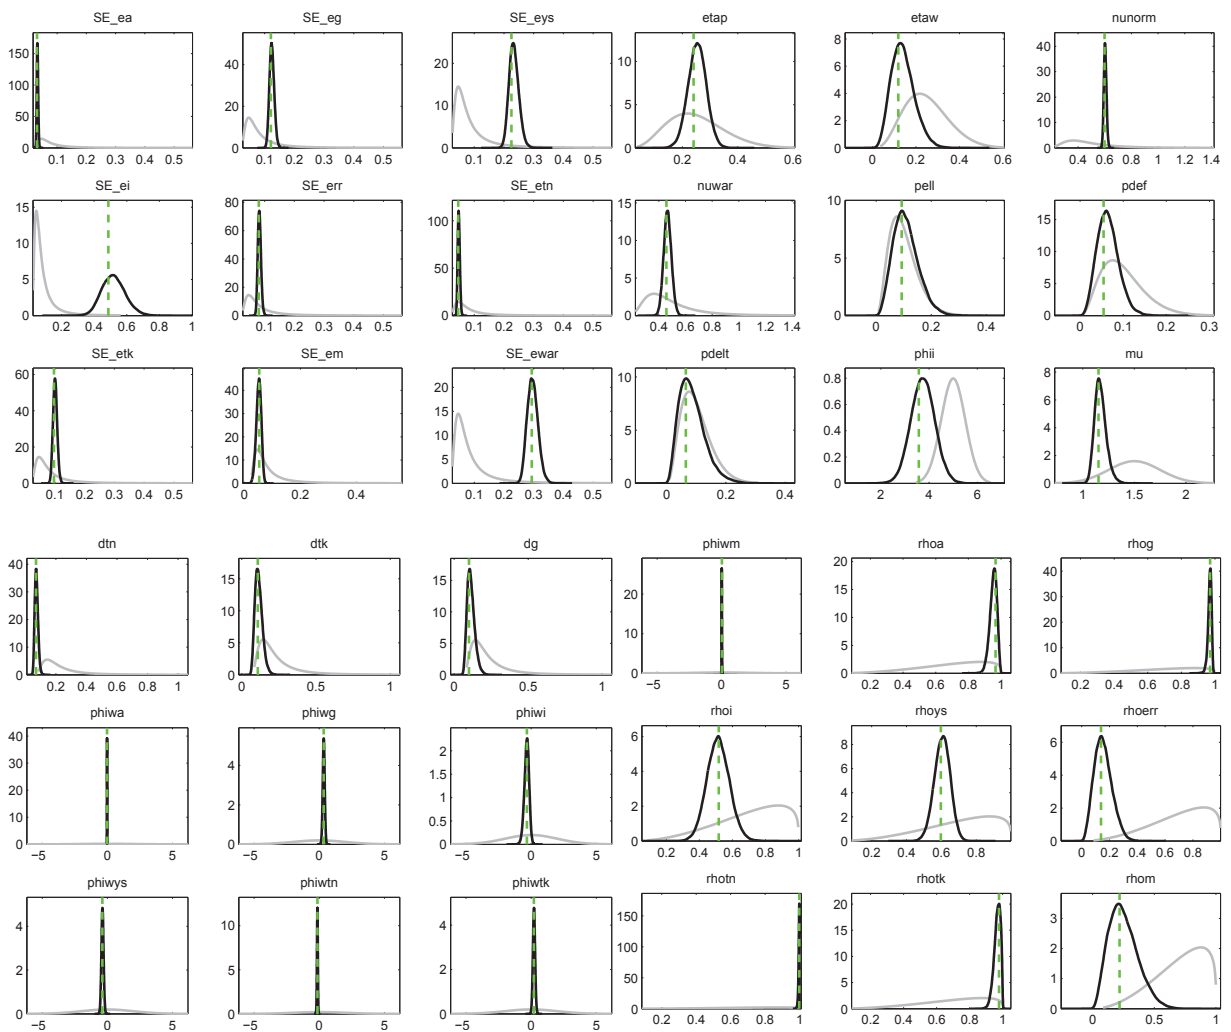 SE_ea
150
100
50
0
0.1 0.2 0.3 0.4 0.5
SE_eg
40
20
0
0.1 0.2 0.3 0.4 0.5
SE_eys
20
10
0
0.1 0.2 0.3 0.4 0.5
etap
10
5
0
0.2 0.4 0.6
etaw
8
6
4
2
0
0 0.2 0.4 0.6
nunorm
40
30
20
10
0
0.4 0.6 0.8 1 1.2 1.4
SE_ei
15
10
5
0
0.2 0.4 0.6 0.8 1
SE_err
80
60
40
20
0
0.1 0.2 0.3 0.4 0.5
SE_etn
100
50
0
0.1 0.2 0.3 0.4 0.5
nuwar
15
10
5
0
0.4 0.6 0.8 1 1.2 1.4
pell
10
5
0
0 0.2 0.4
pdef
15
10
5
0
0 0.1 0.2 0.3
SE_etk
60
40
20
0
0.1 0.2 0.3 0.4 0.5
SE_em
50
40
30
20
10
0
0 0.2 0.4
SE_ewar
20
15
10
5
0
0.1 0.2 0.3 0.4 0.5
pdelt
10
5
0
0 0.2 0.4
phii
0.8
0.6
0.4
0.2
0
2 4 6
mu
8
6
4
2
0
1 1.5 2
dtn
40
30
20
10
0
0.2 0.4 0.6 0.8 1
dtk
15
10
5
0
0 0.5 1
dg
15
10
5
0
0 0.5 1
phiwm
20
10
0
−5 0 5
rhoa
20
15
10
5
0
0.2 0.4 0.6 0.8 1
rhog
40
30
20
10
0
0.2 0.4 0.6 0.8 1
phiwa
40
30
20
10
0
−5 0 5
phiwg
4
2
0
−5 0 5
phiwi
2
1.5
1
0.5
0
−5 0 5
rhoi
6
4
2
0
0.2 0.4 0.6 0.8 1
rhoys
8
6
4
2
0
0.2 0.4 0.6 0.8
rhoerr
6
4
2
0
0 0.2 0.4 0.6 0.8
phiwys
4
2
0
−5 0 5
phiwtn
10
5
0
−5 0 5
phiwtk
4
2
0
−5 0 5
rhotn
150
100
50
0
0.2 0.4 0.6 0.8 1
rhotk
20
15
10
5
0
0.2 0.4 0.6 0.8 1
rhom
3
2
1
0
0 0.5 1